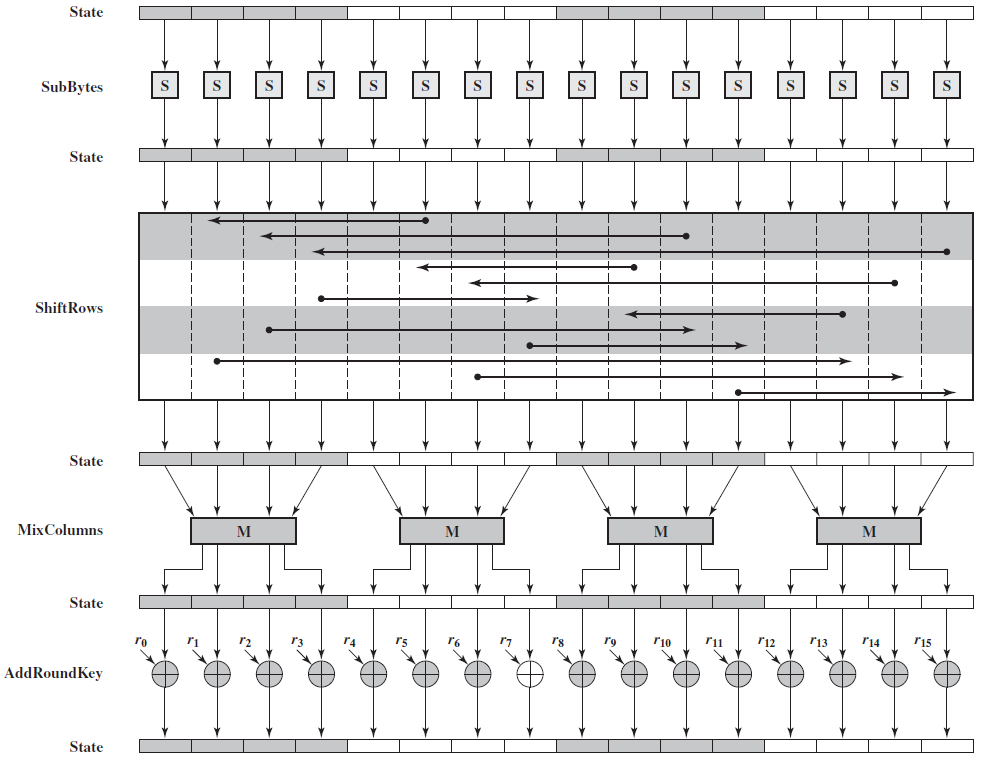 State
SubBytes S S S S S S S S S S S S S S S S
State
ShiftRows
State
MixColumns M M M M
State
r0 r1 r2 r3 r4 r5 r6 r7 r8 r9 r10 r11 r12 r13 r14 r15
AddRoundKey
State